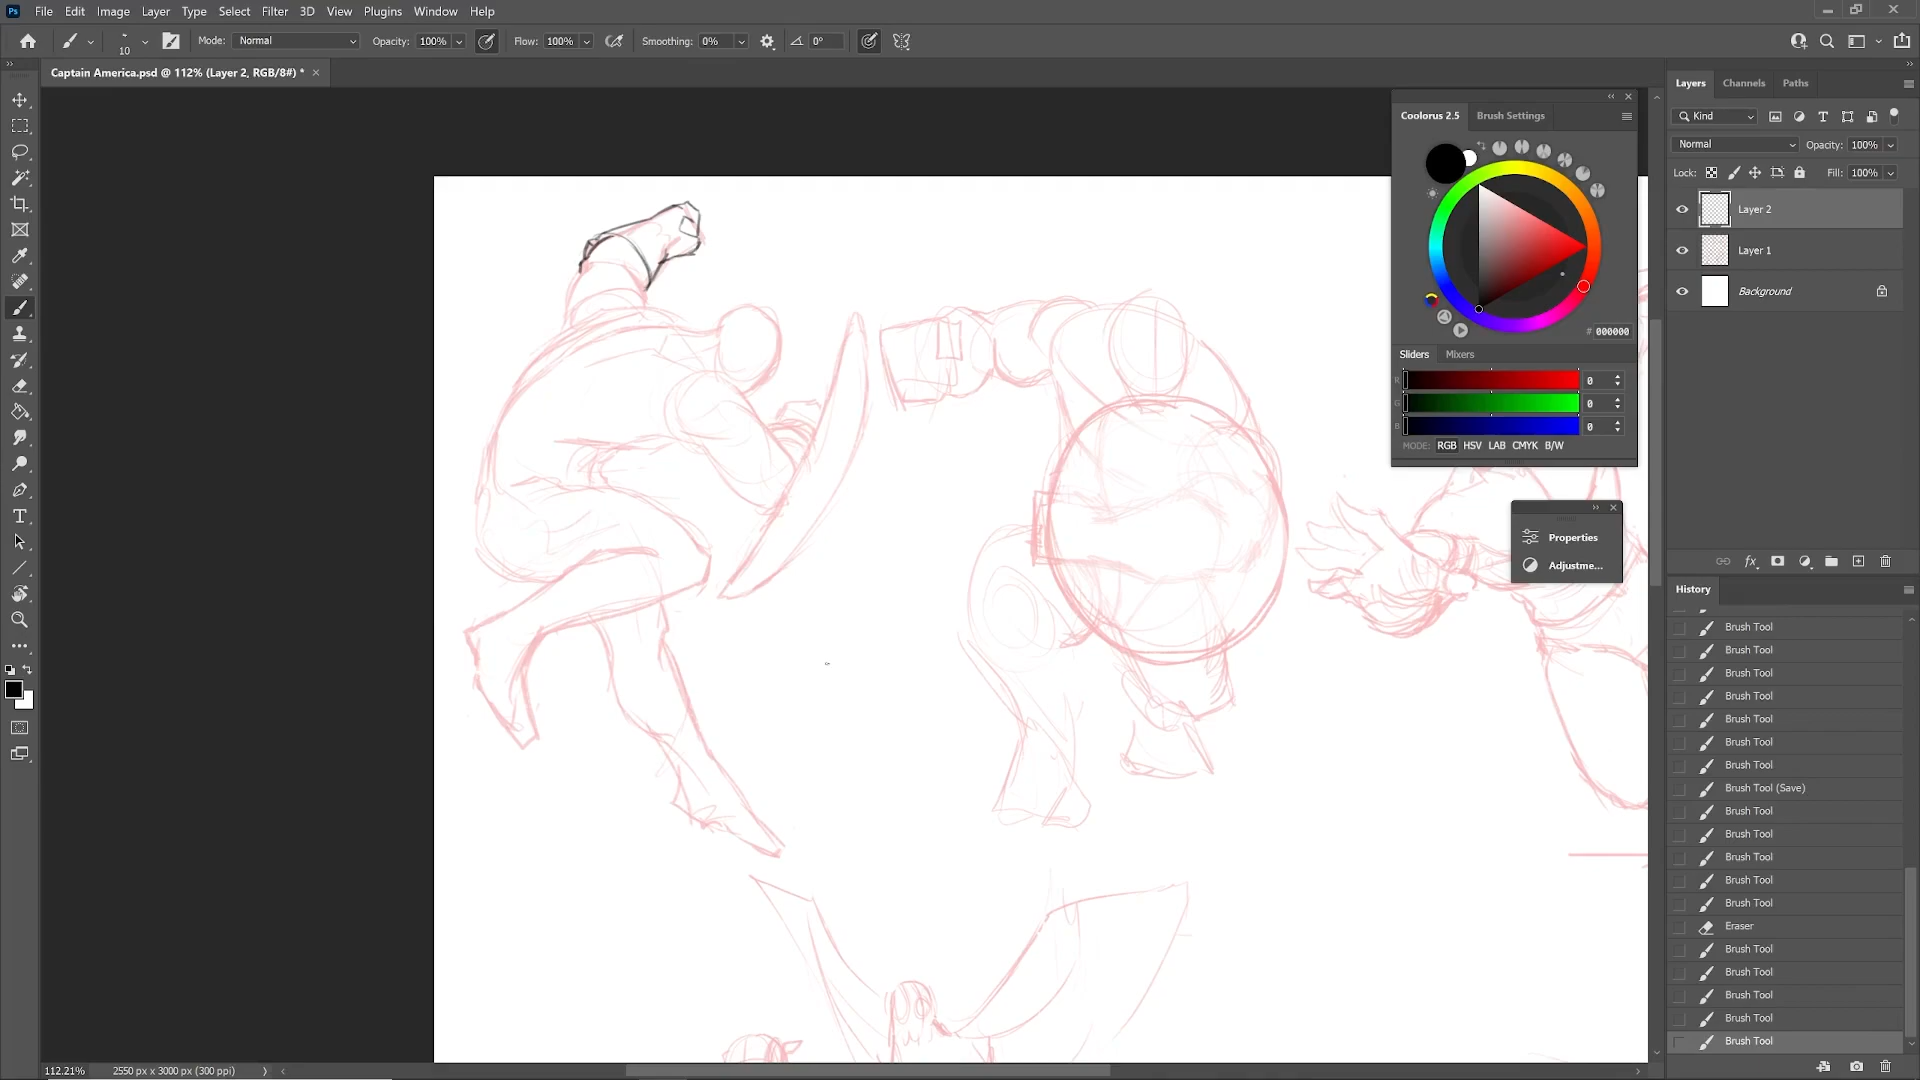 Ps File Edit Image Layer Type Select Filter 3D View Plugins Window Help
10 Mode: Normal Opacity: 100% Flow: 100% Smoothing: 0% 0°
Captain America.psd @ 112% (Layer 2, RGB/8#) *
Coolorus 2.5 Brush Settings
# 000000
Sliders Mixers
R 0
G 0
B 0
MODE: RGB HSV LAB CMYK B/W
Properties
Adjustme...
Layers Channels Paths
Kind
Normal Opacity: 100%
Lock: Fill: 100%
Layer 2
Layer 1
Background
fx
History
Brush Tool
Brush Tool
Brush Tool
Brush Tool
Brush Tool
Brush Tool
Brush Tool
Brush Tool (Save)
Brush Tool
Brush Tool
Brush Tool
Brush Tool
Brush Tool
Eraser
Brush Tool
Brush Tool
Brush Tool
Brush Tool
Brush Tool
112.21% 2550 px x 3000 px (300 ppi)